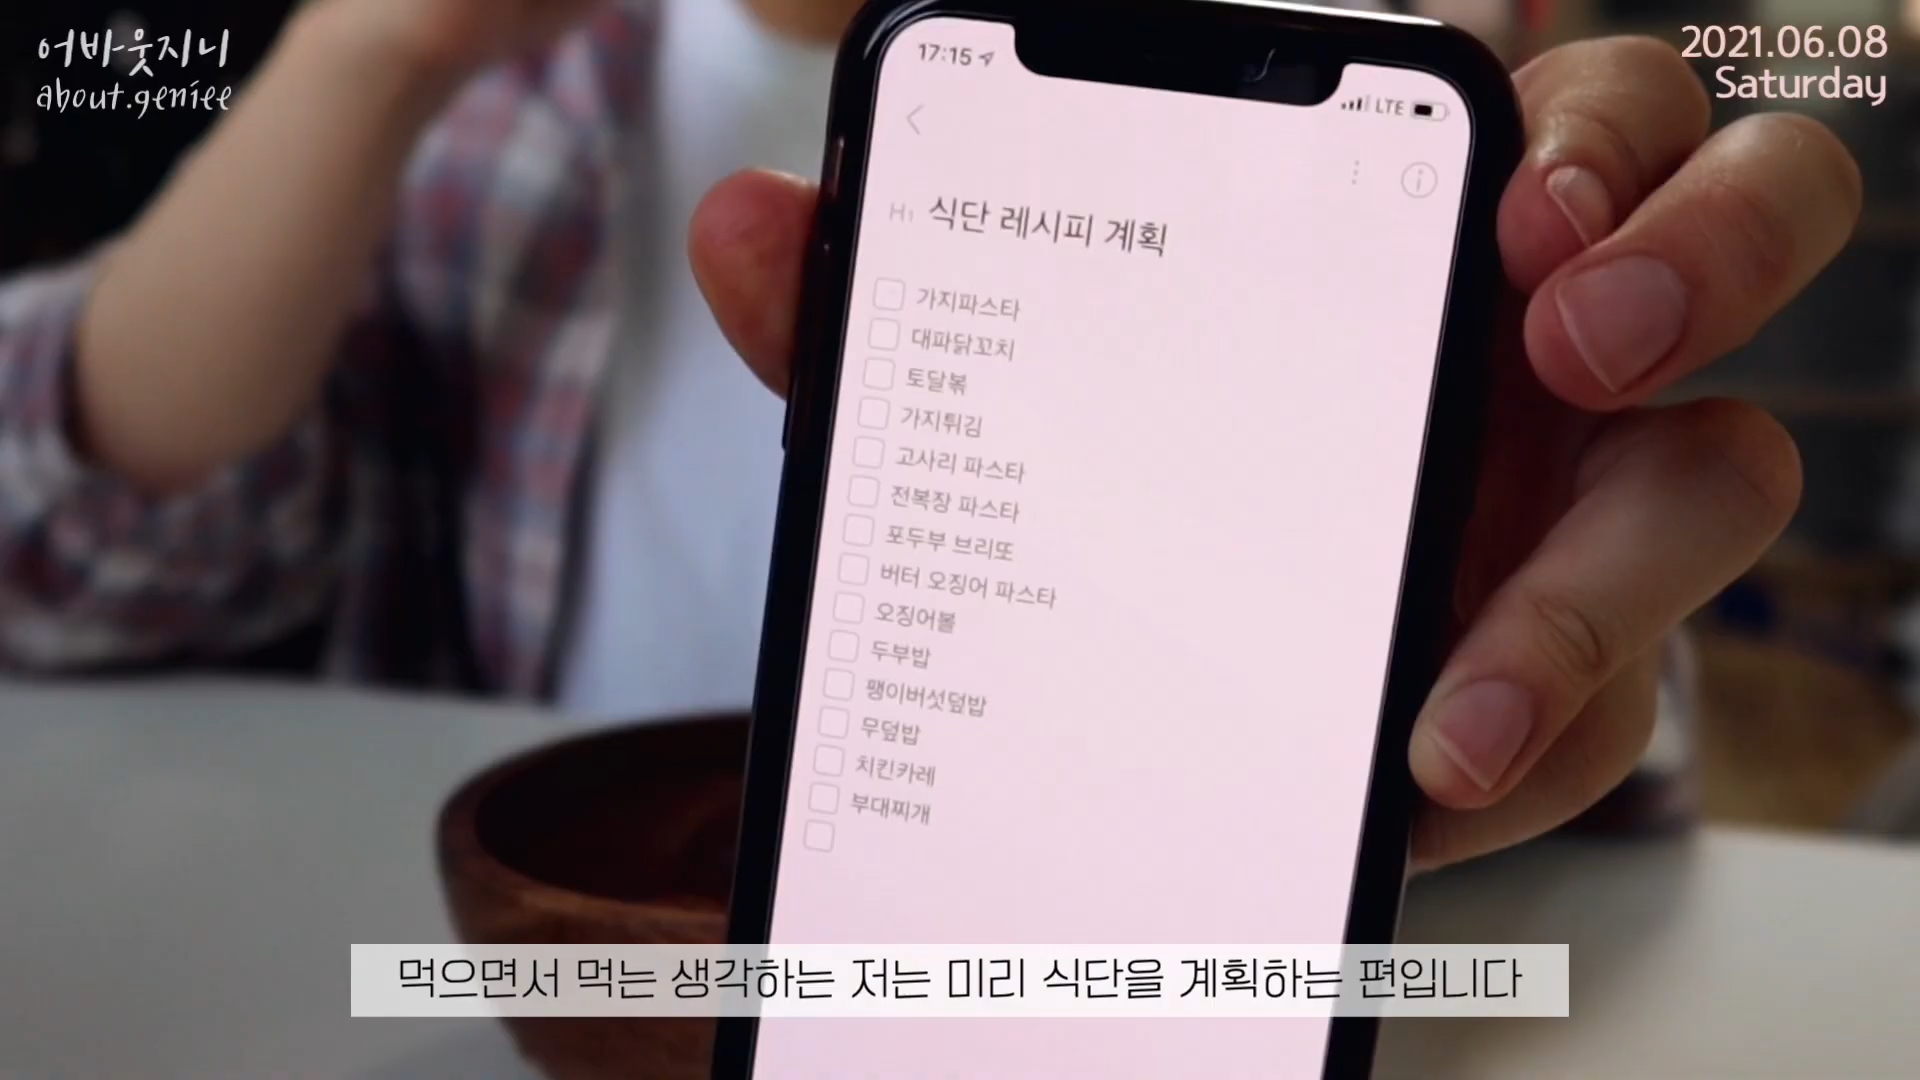 어바웃지니
about.geniee
2021.06.08
Saturday
17:15
LTE
H1 식단 레시피 계획
가지파스타
대파닭꼬치
토달볶
가지튀김
고사리 파스타
전복장 파스타
포두부 브리또
버터 오징어 파스타
오징어볼
두부밥
팽이버섯덮밥
무덮밥
치킨카레
부대찌개
먹으면서 먹는 생각하는 저는 미리 식단을 계획하는 편입니다